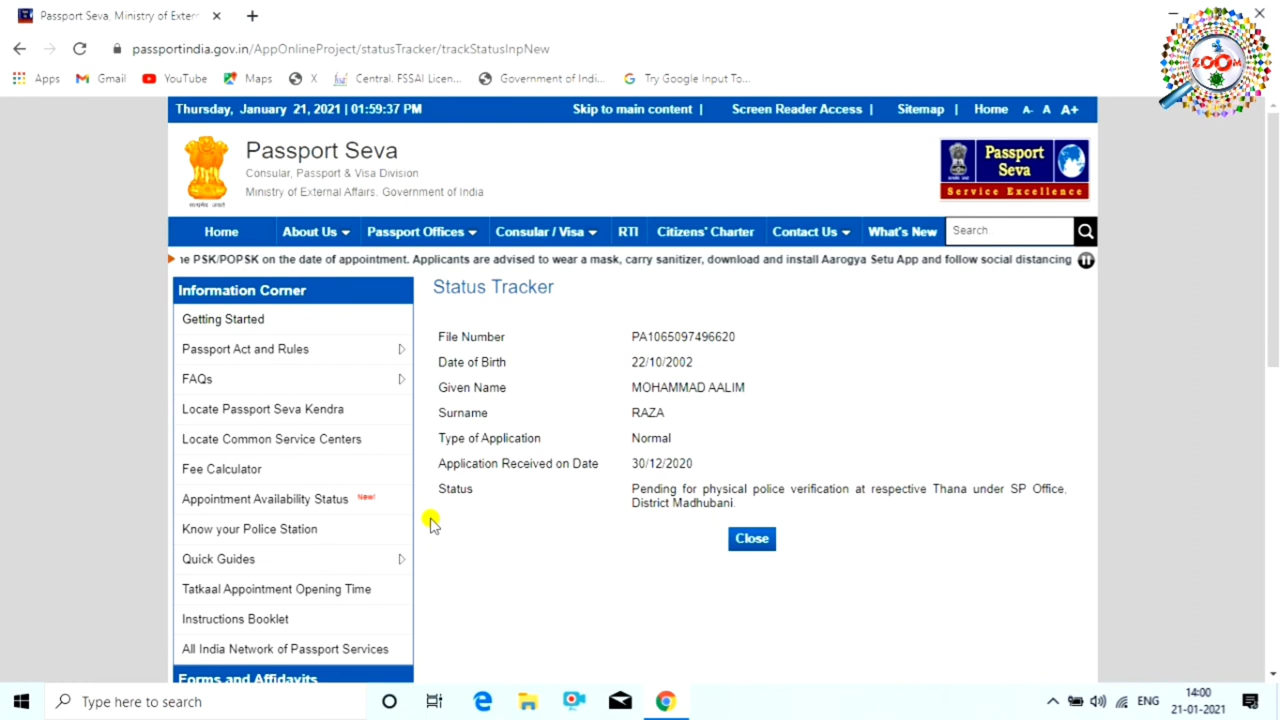 Passport Seva, Ministry of Exterr
passportindia.gov.in/AppOnlineProject/statusTracker/trackStatusInpNew
Apps Gmail YouTube Maps X Central. FSSAI Licen... Government of Indi... Try Google Input To...
ZOOM
Thursday, January 21, 2021 | 01:59:37 PM Skip to main content | Screen Reader Access | Sitemap | Home A- A A+
Passport Seva
Consular, Passport & Visa Division
Ministry of External Affairs, Government of India
सत्यमेव जयते
Passport
Seva
Service Excellence
Home About Us Passport Offices Consular / Visa RTI Citizens' Charter Contact Us What's New Search
ne PSK/POPSK on the date of appointment. Applicants are advised to wear a mask, carry sanitizer, download and install Aarogya Setu App and follow social distancing
Information Corner
Getting Started
Passport Act and Rules
FAQs
Locate Passport Seva Kendra
Locate Common Service Centers
Fee Calculator
Appointment Availability Status New!
Know your Police Station
Quick Guides
Tatkaal Appointment Opening Time
Instructions Booklet
All India Network of Passport Services
Forms and Affidavits
Status Tracker
File Number PA1065097496620
Date of Birth 22/10/2002
Given Name MOHAMMAD AALIM
Surname RAZA
Type of Application Normal
Application Received on Date 30/12/2020
Status Pending for physical police verification at respective Thana under SP Office,
District Madhubani.
Close
Type here to search
ENG
14:00
21-01-2021